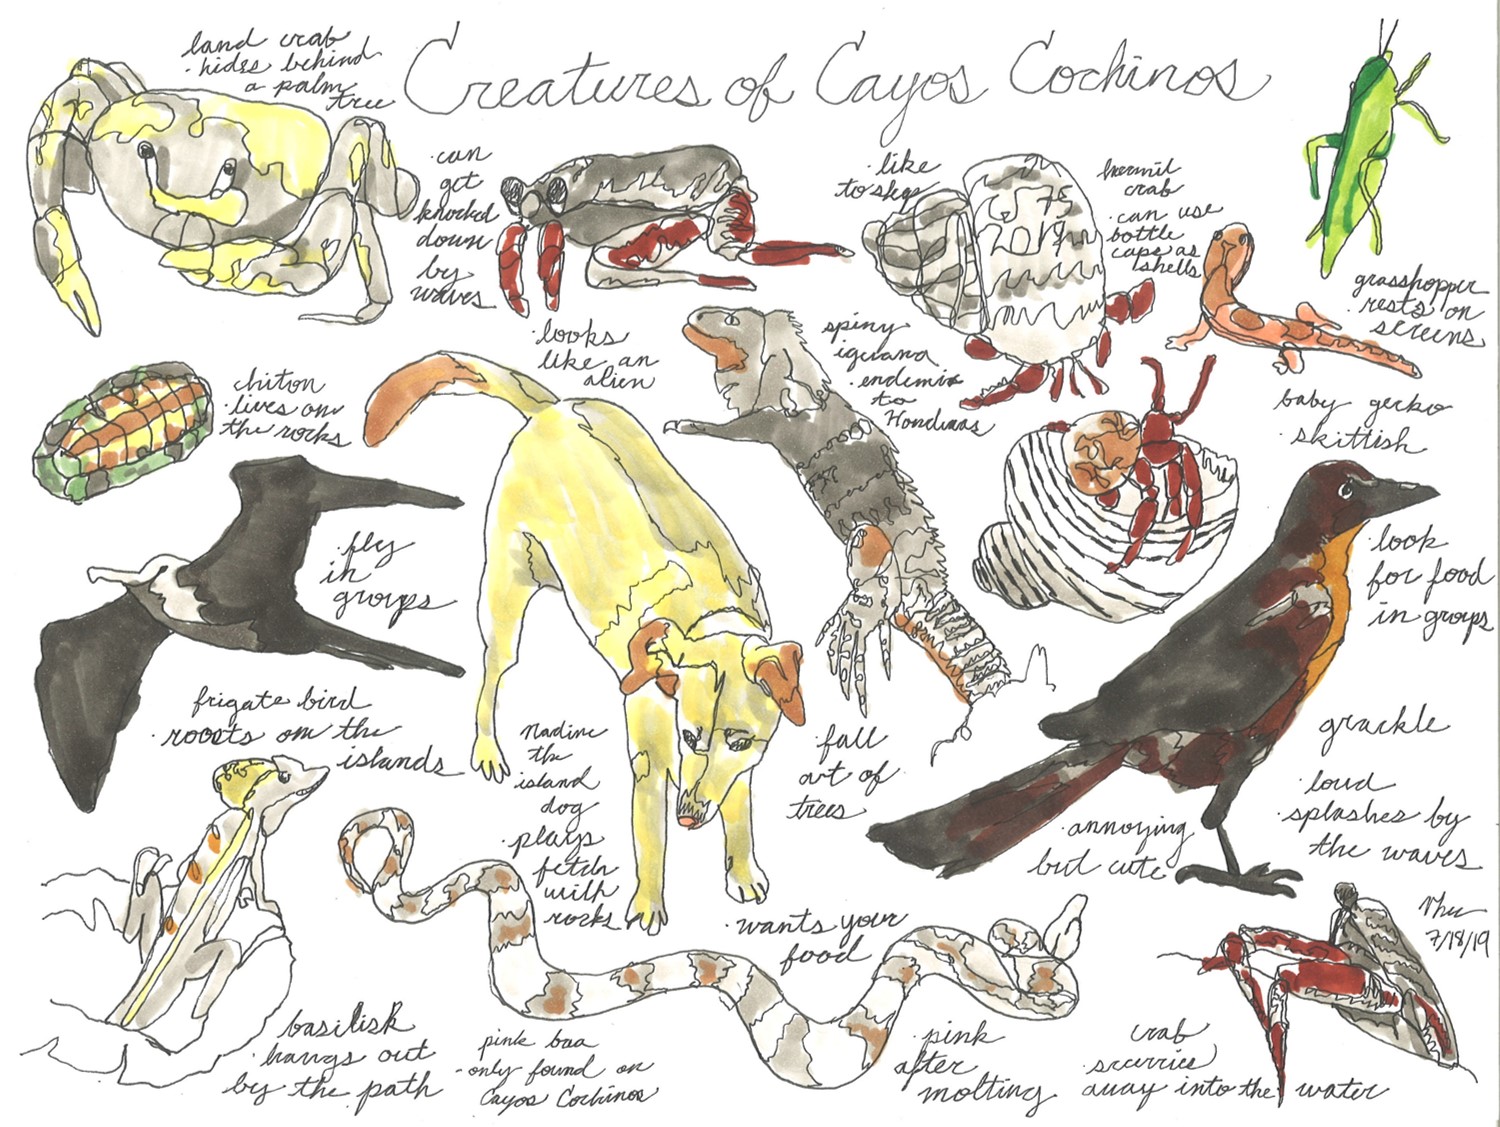 Creatures of Cayos Cochinos
land crab
· hides behind
a palm
tree
· can
get
knocked
down
by
waves
· looks
like an
alien
· like
to skee
hermit
crab
· can use
bottle
caps as
shells
grasshopper
· rests on
screens
chiton
· lives on
the rocks
spiny
iguana
· endemic
to
Honduras
baby gecko
· skittish
· fly
in
groups
frigate bird
· roosts on the
islands
· look
for food
in groups
grackle
· loud
· splashes by
the waves
· annoying
but cute
· fall
out of
trees
Nadine
the
island
dog
· plays
fetch
with
rocks
· wants your
food
basilisk
· hangs out
by the path
pink boa
· only found on
Cayos Cochinos
· pink
after
molting
crab
scurries
away into the water
7/18/19